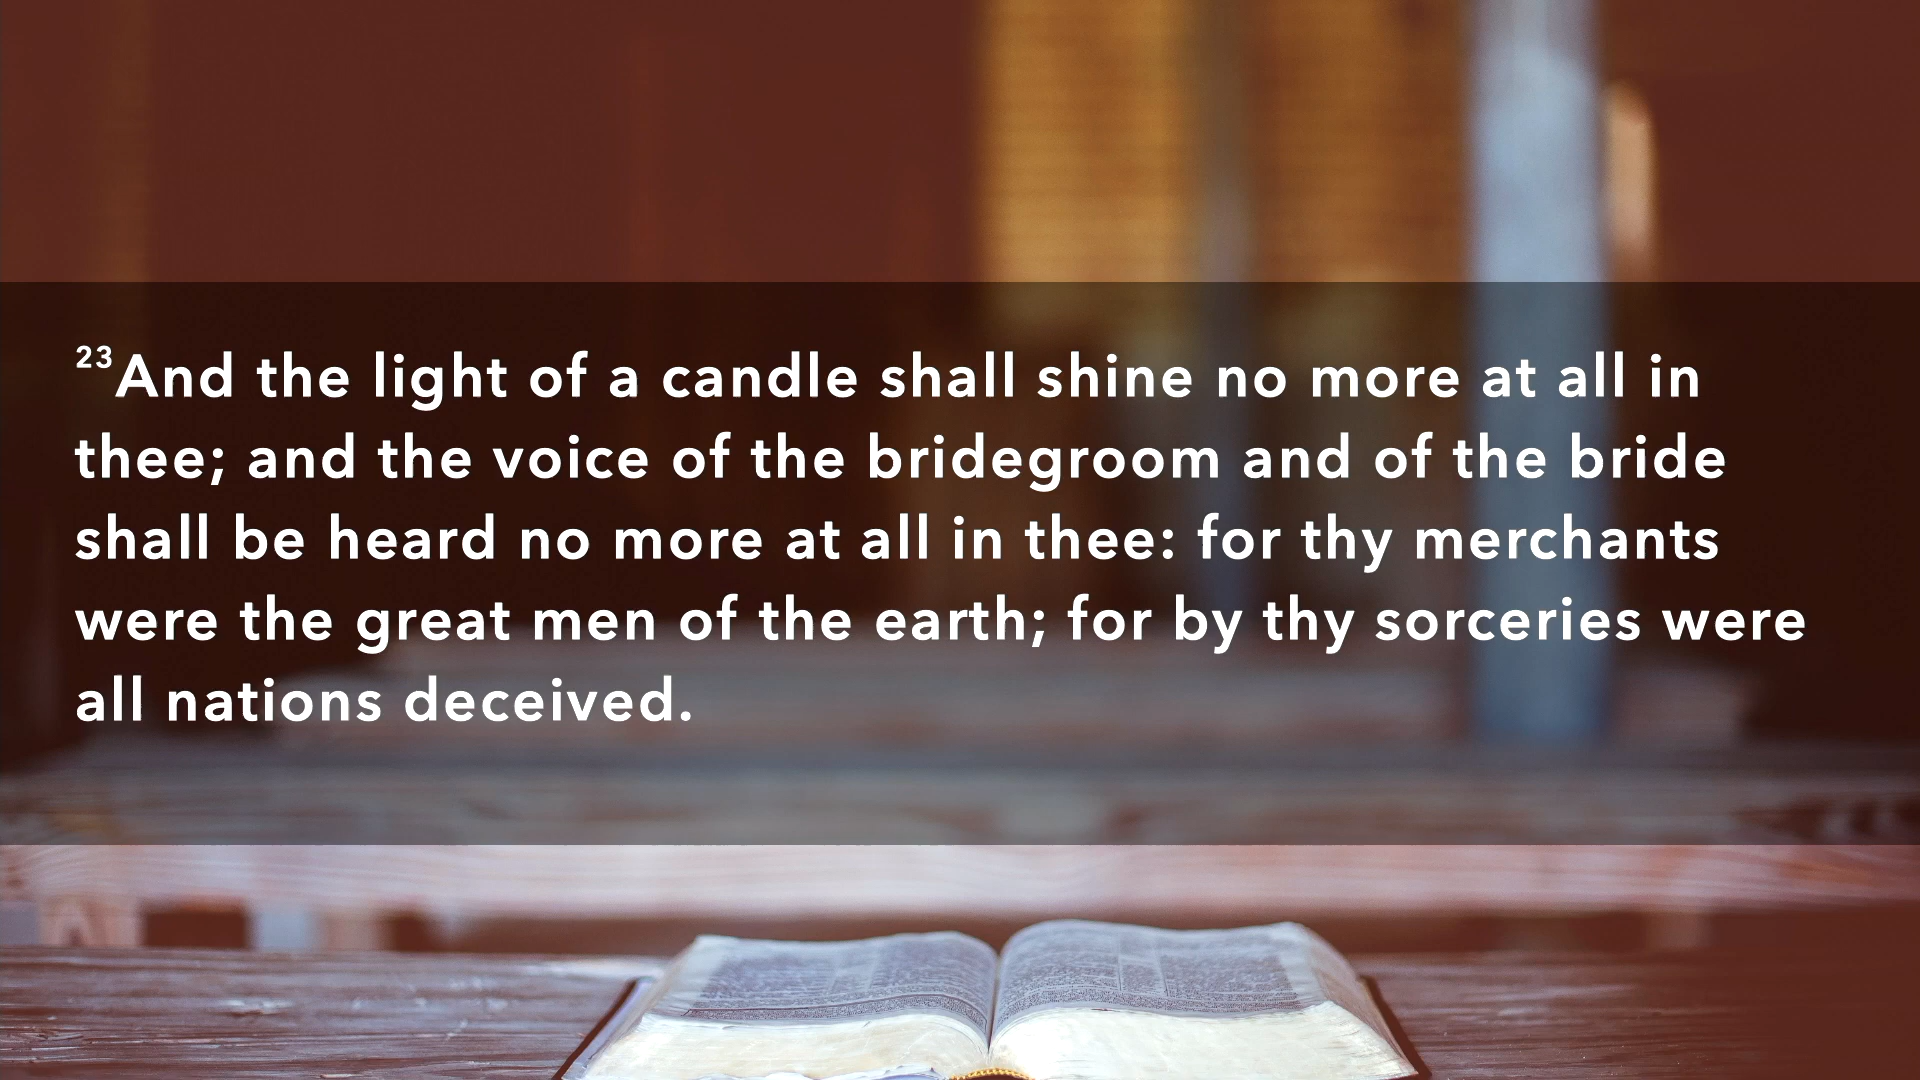 23And the light of a candle shall shine no more at all in
thee; and the voice of the bridegroom and of the bride
shall be heard no more at all in thee: for thy merchants
were the great men of the earth; for by thy sorceries were
all nations deceived.